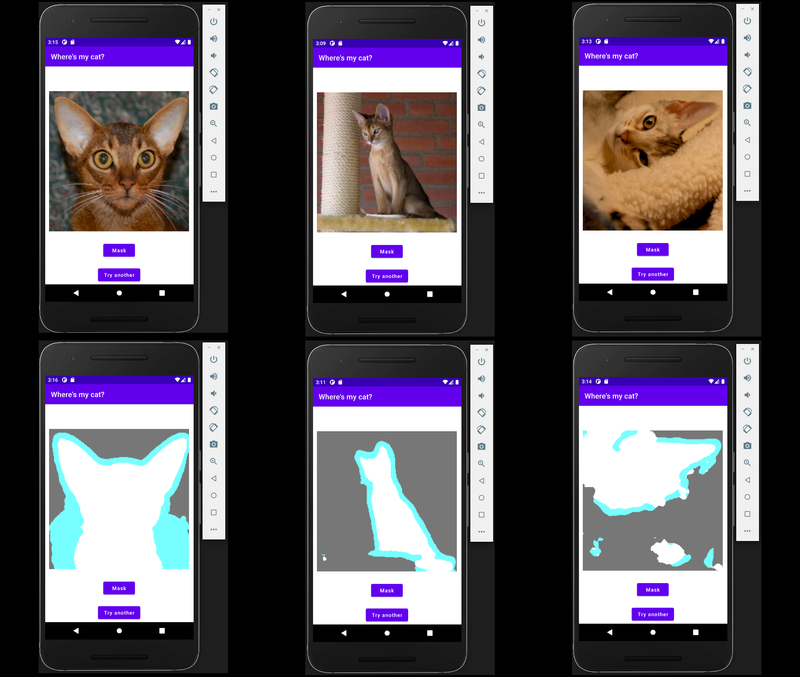 3:15
Where's my cat?
Mask
Try another
3:09
Where's my cat?
Mask
Try another
3:13
Where's my cat?
Mask
Try another
3:16
Where's my cat?
Mask
Try another
3:11
Where's my cat?
Mask
Try another
3:14
Where's my cat?
Mask
Try another